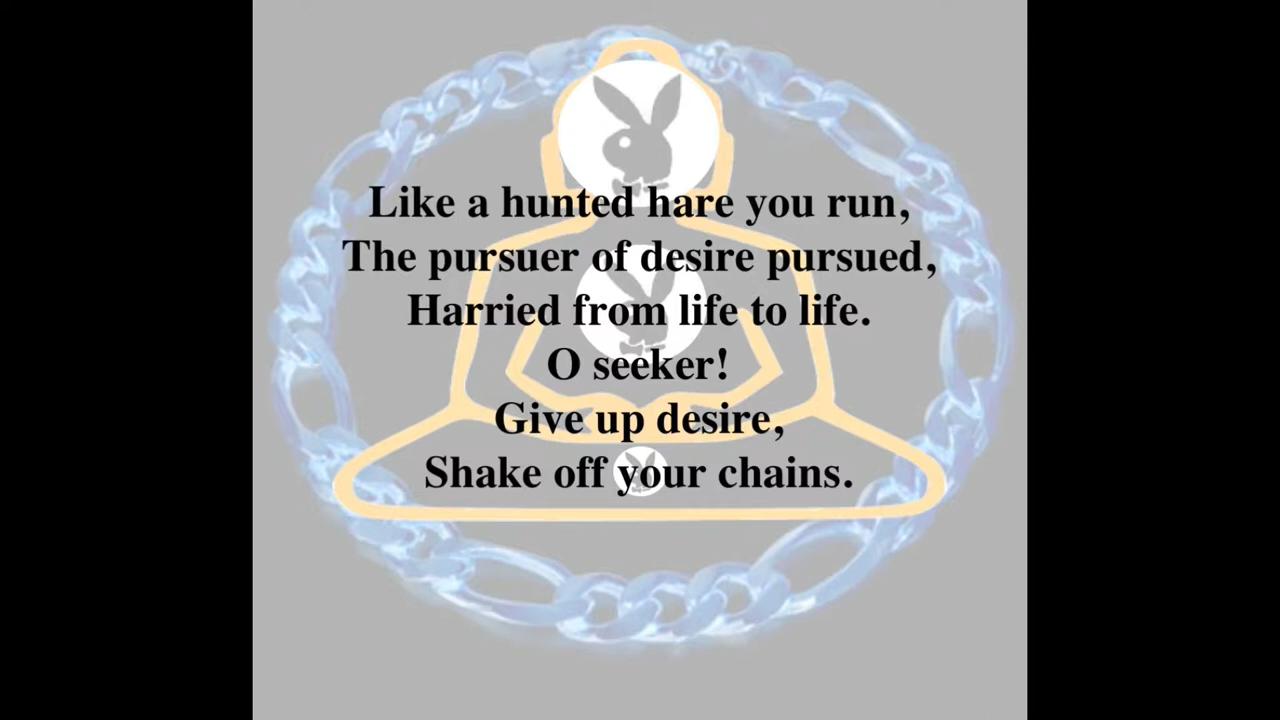 Like a hunted hare you run,
The pursuer of desire pursued,
Harried from life to life.
O seeker!
Give up desire,
Shake off your chains.